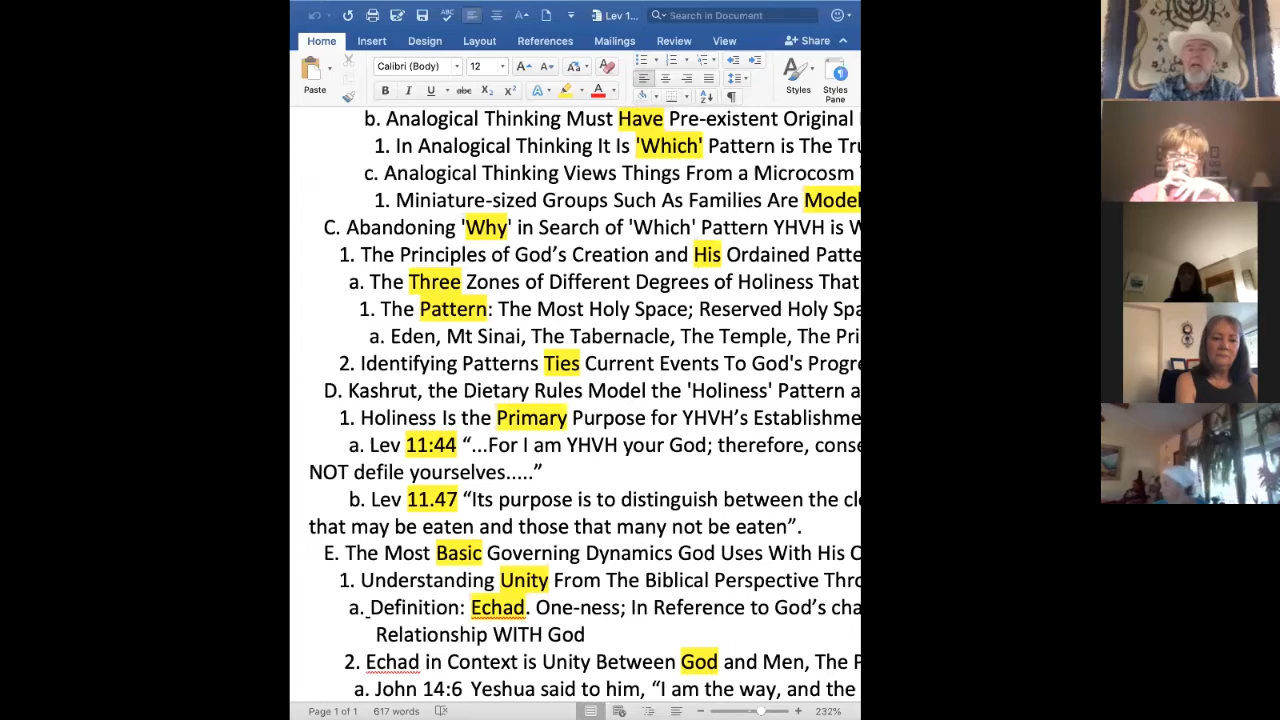 Lev 1...
Search in Document
Home Insert Design Layout References Mailings Review View Share
Paste Calibri (Body) 12 Styles Styles Pane
b. Analogical Thinking Must Have Pre-existent Original
1. In Analogical Thinking It Is 'Which' Pattern is The Tru
c. Analogical Thinking Views Things From a Microcosm
1. Miniature-sized Groups Such As Families Are Model
C. Abandoning 'Why' in Search of 'Which' Pattern YHVH is W
1. The Principles of God’s Creation and His Ordained Patte
a. The Three Zones of Different Degrees of Holiness That
1. The Pattern: The Most Holy Space; Reserved Holy Spa
a. Eden, Mt Sinai, The Tabernacle, The Temple, The Pri
2. Identifying Patterns Ties Current Events To God's Progre
D. Kashrut, the Dietary Rules Model the 'Holiness' Pattern a
1. Holiness Is the Primary Purpose for YHVH’s Establishme
a. Lev 11:44 “...For I am YHVH your God; therefore, conse
NOT defile yourselves.....”
b. Lev 11.47 “Its purpose is to distinguish between the cle
that may be eaten and those that many not be eaten”.
E. The Most Basic Governing Dynamics God Uses With His C
1. Understanding Unity From The Biblical Perspective Thro
a. Definition: Echad. One-ness; In Reference to God’s cha
Relationship WITH God
2. Echad in Context is Unity Between God and Men, The P
a. John 14:6 Yeshua said to him, “I am the way, and the
Page 1 of 1 617 words 232%